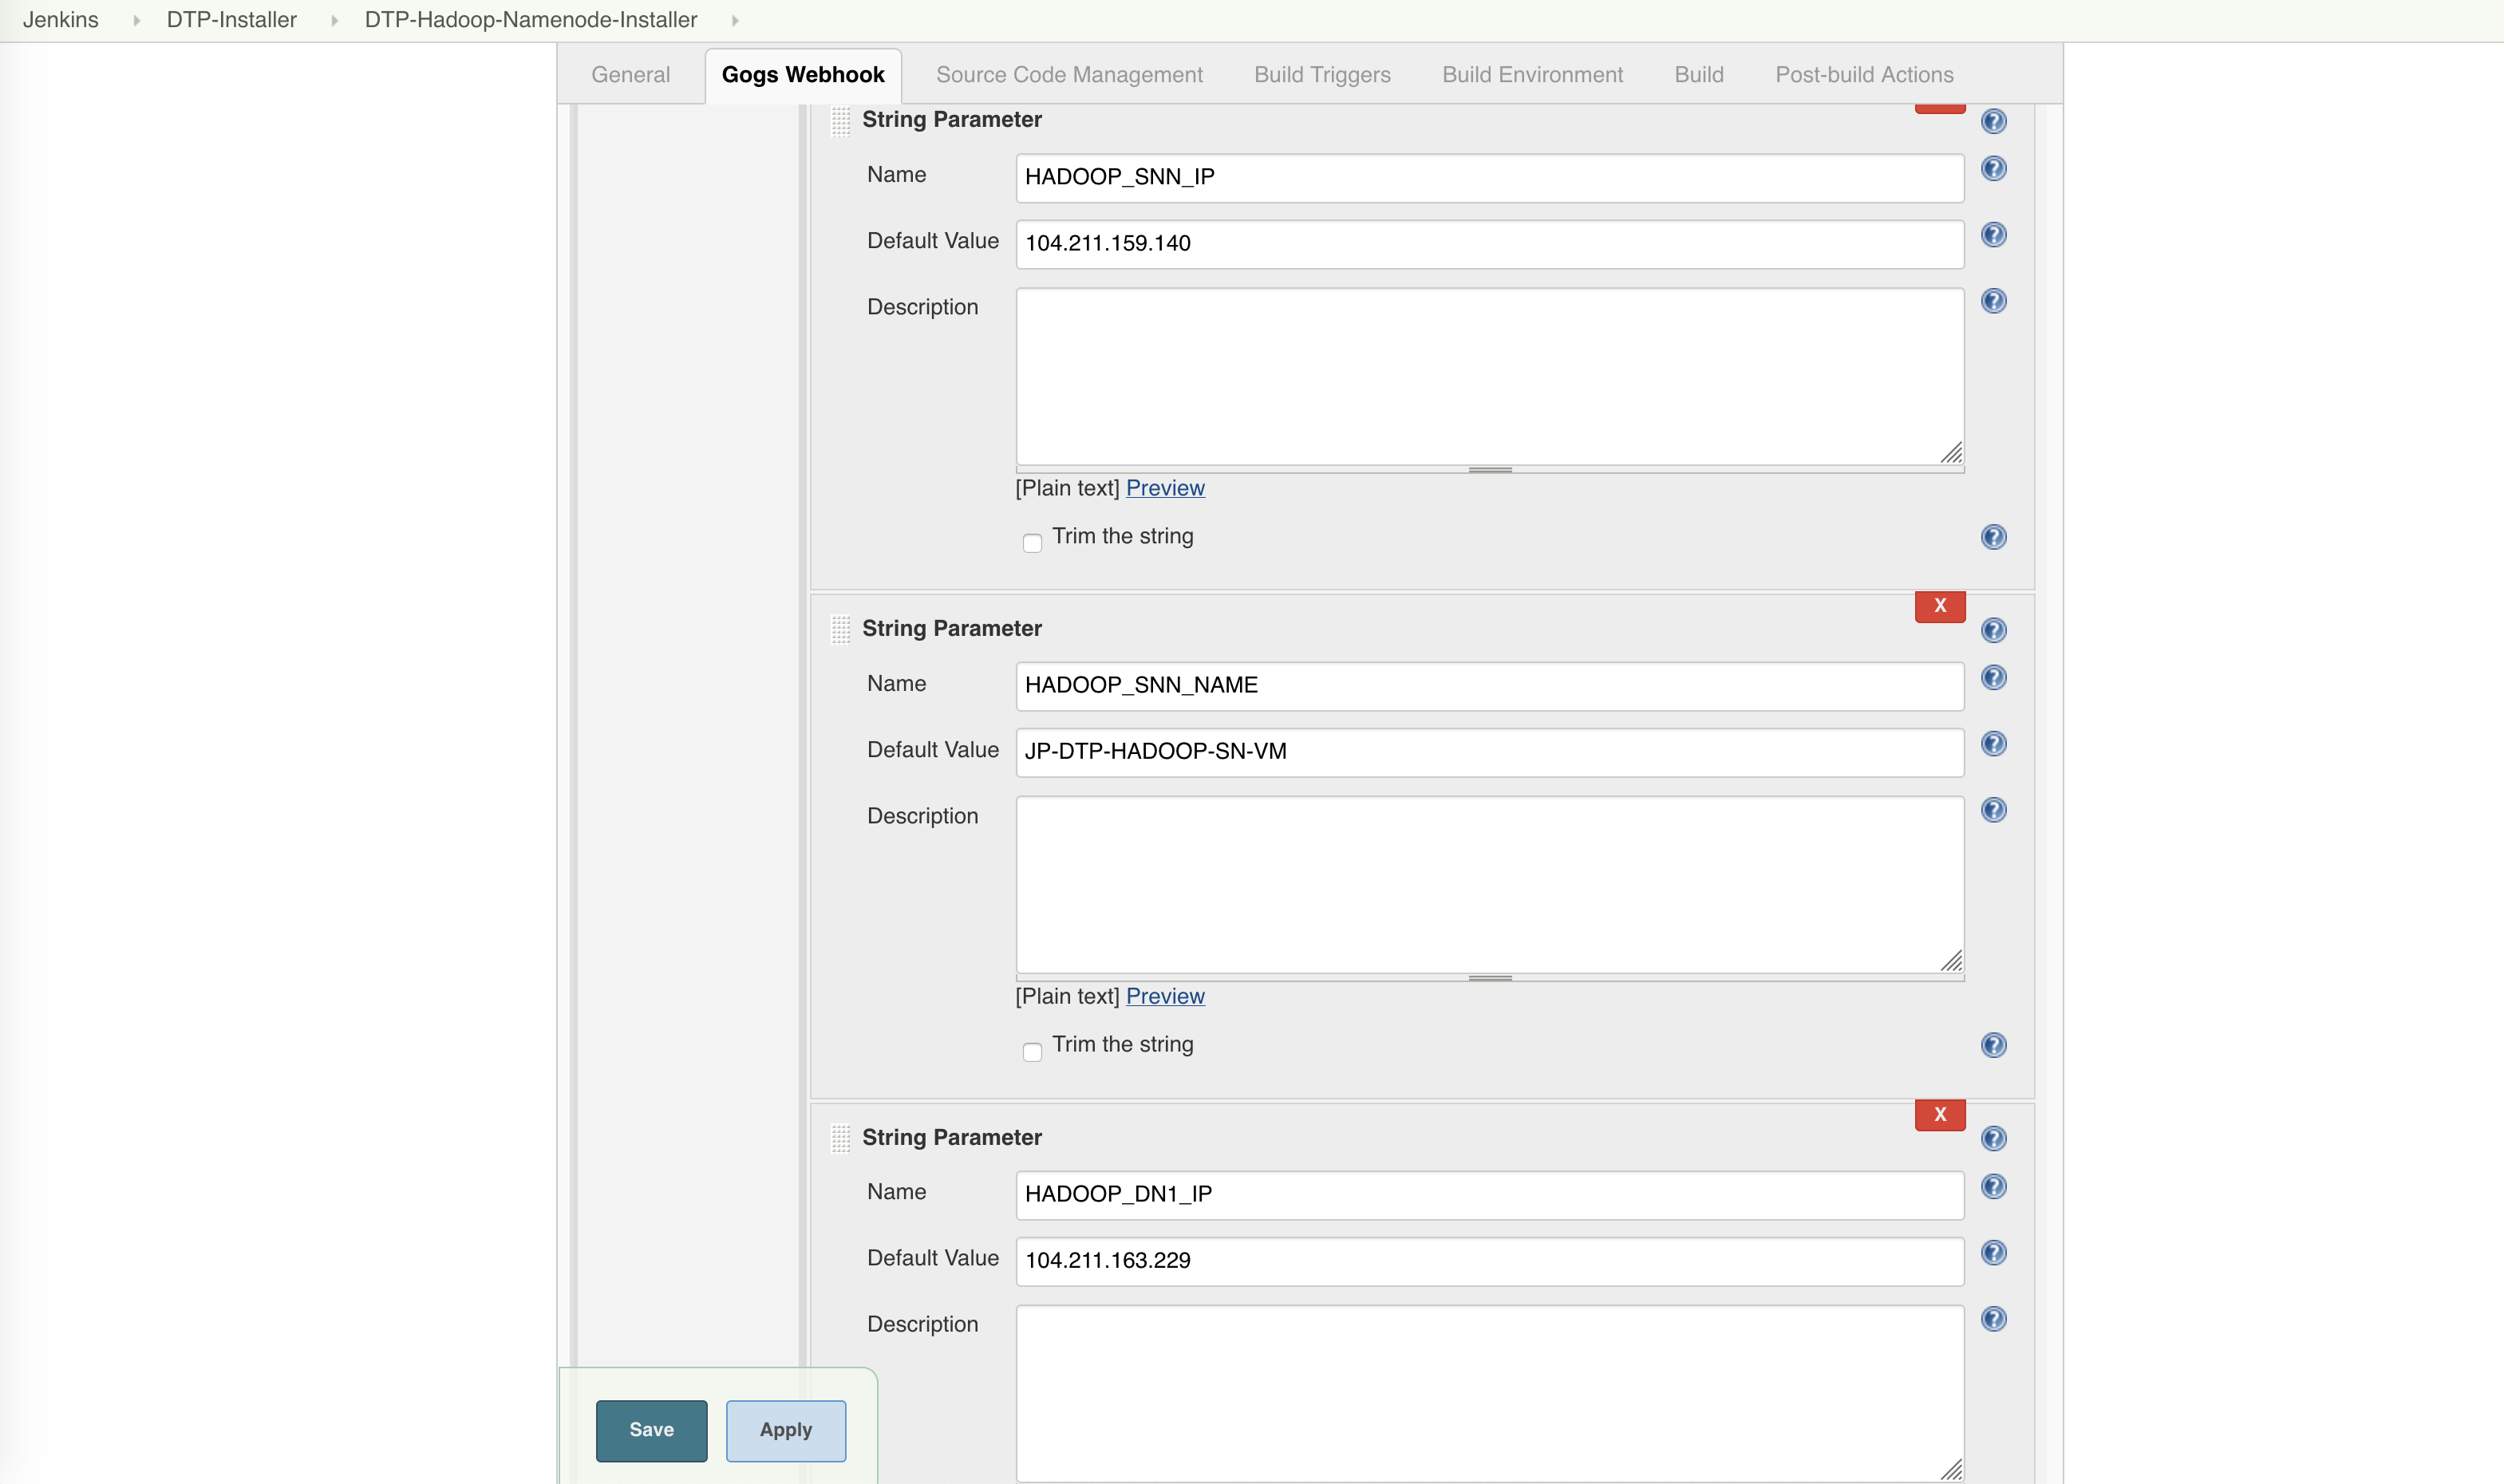 Jenkins DTP-Installer DTP-Hadoop-Namenode-Installer
General Gogs Webhook Source Code Management Build Triggers Build Environment Build Post-build Actions
String Parameter
Name HADOOP_SNN_IP
Default Value 104.211.159.140
Description
[Plain text] Preview
Trim the string
X
String Parameter
Name HADOOP_SNN_NAME
Default Value JP-DTP-HADOOP-SN-VM
Description
[Plain text] Preview
Trim the string
X
String Parameter
Name HADOOP_DN1_IP
Default Value 104.211.163.229
Description
Save Apply